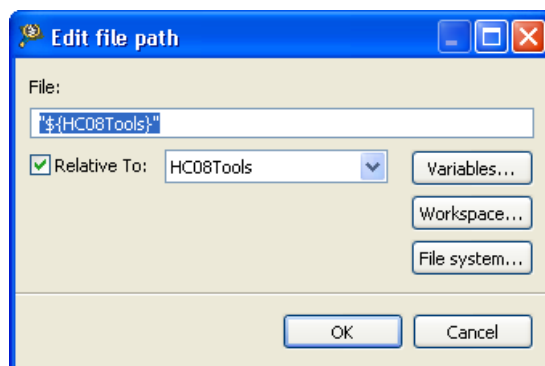 Edit file path
File:
"${HC08Tools}"
Relative To: HC08Tools Variables...
Workspace...
File system...
OK Cancel